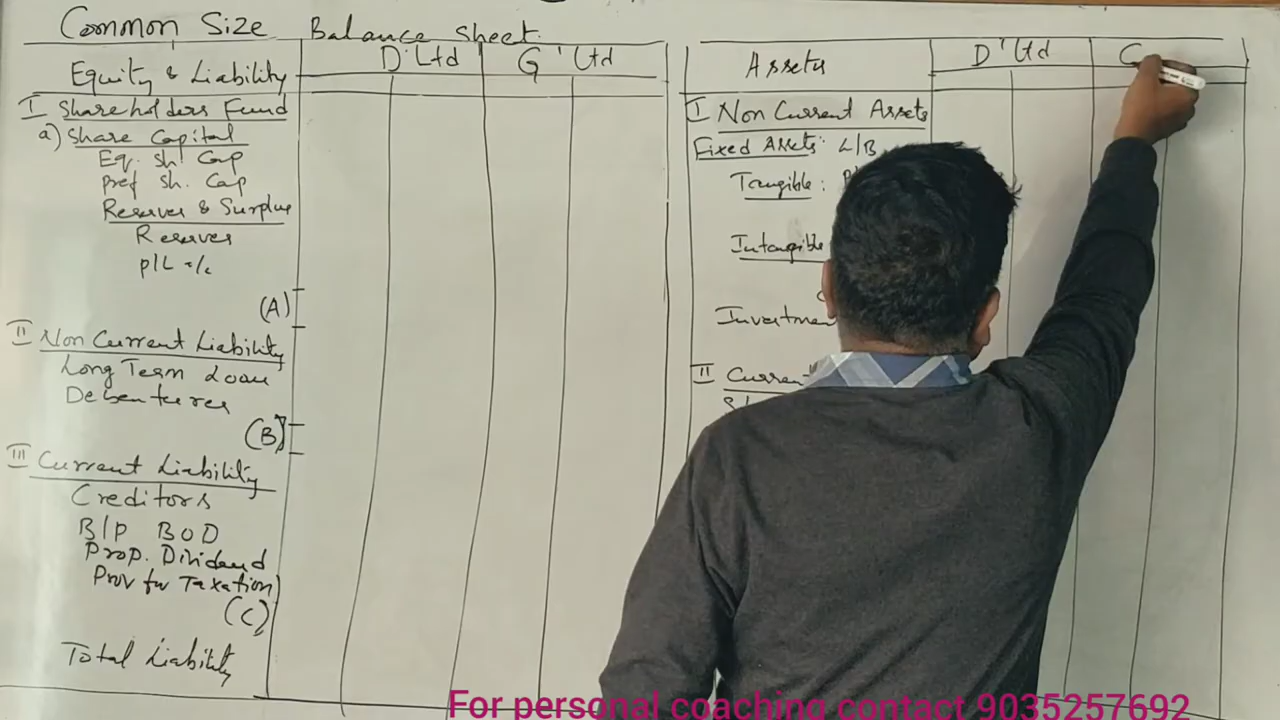 Common Size Balance Sheet
Equity & Liability D' Ltd G' Ltd
I Shareholders Fund
a) Share Capital
Eq. sh. Cap
pref sh. Cap
Reserves & Surplus
Reserves
P/L a/c
(A)
II Non Current Liability
Long Term Loan
Debentures
(B)
III Current Liability
Creditors
B/P BOD
Prop. Dividend
Prov for Taxation
(C)
Total Liability
Assets D' Ltd
I Non Current Assets
Fixed Assets: L/B
Tangible:
Intangible
II
For personal coaching contact 9035257692